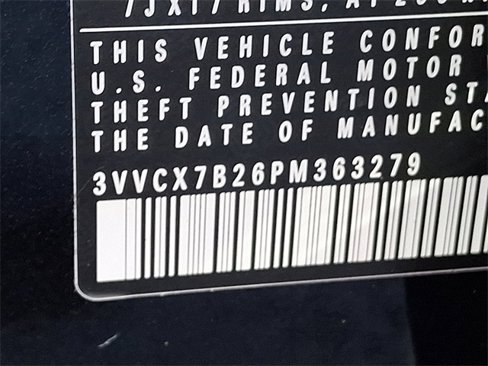 THIS VEHICLE CONFOR
U.S. FEDERAL MOTOR
THEFT PREVENTION STA
THE DATE OF MANUFAC
3VVCX7B26PM363279